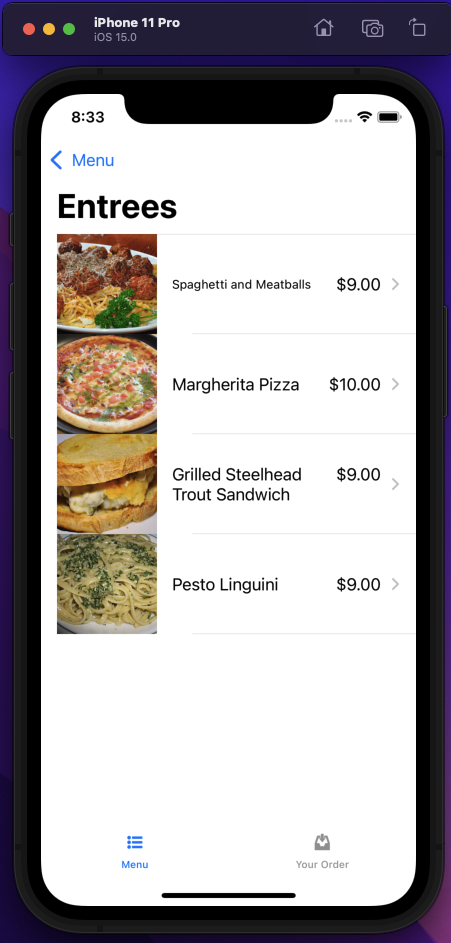 iPhone 11 Pro
iOS 15.0
8:33
Menu
Entrees
Spaghetti and Meatballs $9.00
Margherita Pizza $10.00
Grilled Steelhead $9.00
Trout Sandwich
Pesto Linguini $9.00
Menu Your Order